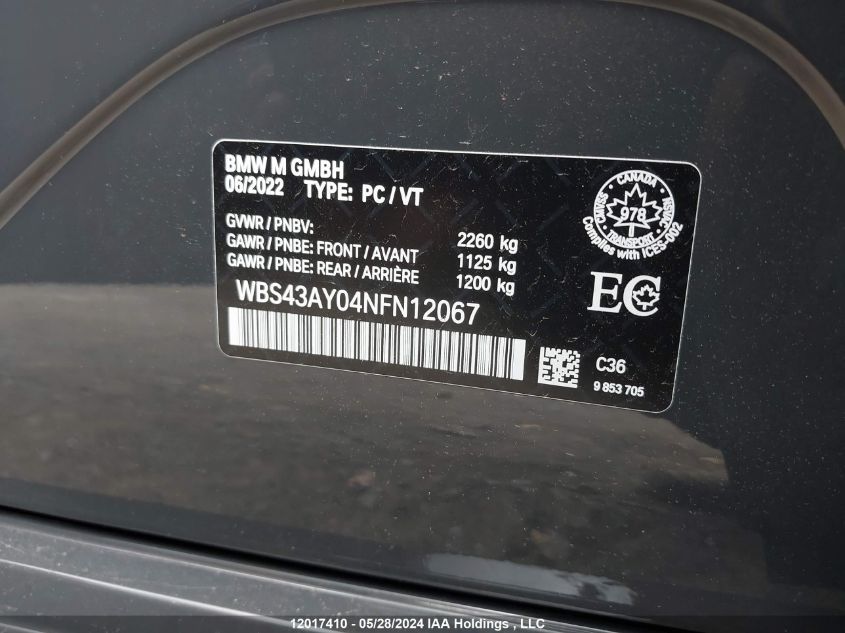 BMW M GMBH
06/2022 TYPE: PC / VT
GVWR / PNBV: 2260 kg
GAWR / PNBE: FRONT / AVANT 1125 kg
GAWR / PNBE: REAR / ARRIÈRE 1200 kg
WBS43AY04NFN12067
CANADA
CMVSS
NSVAC
978
TRANSPORT
Complies with ICES-002
EC
C36
9 853 705
12017410 - 05/28/2024 IAA Holdings, LLC.